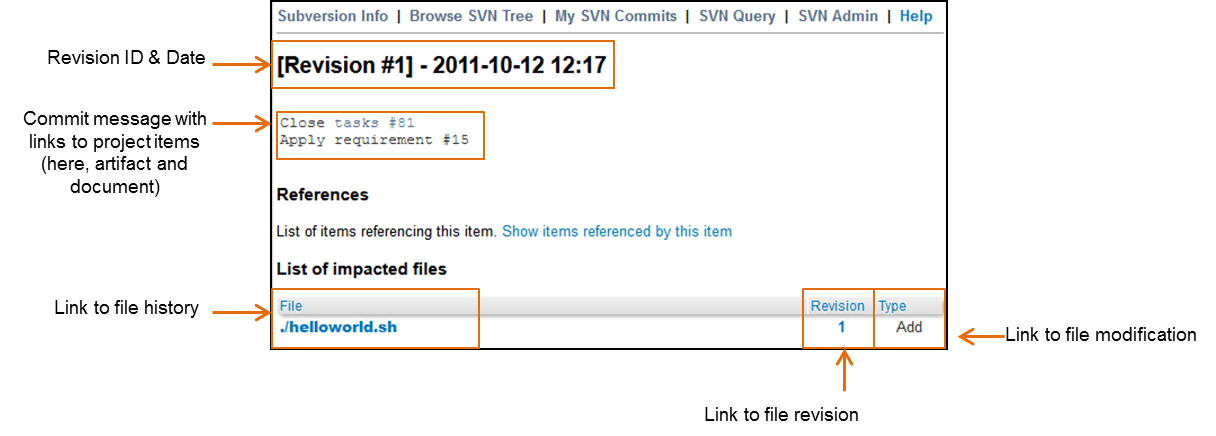 Subversion Info | Browse SVN Tree | My SVN Commits | SVN Query | SVN Admin | Help
Revision ID & Date
[Revision #1] - 2011-10-12 12:17
Commit message with
links to project items
(here, artifact and
document)
Close tasks #81
Apply requirement #15
References
List of items referencing this item. Show items referenced by this item
List of impacted files
Link to file history
File Revision Type
./helloworld.sh 1 Add
Link to file modification
Link to file revision